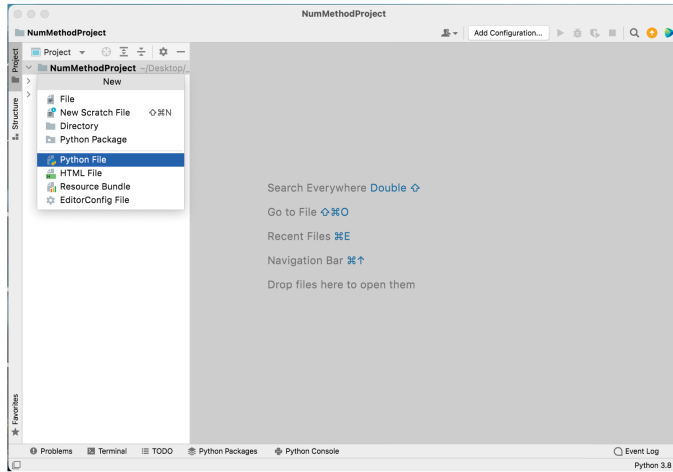 NumMethodProject
NumMethodProject
Add Configuration...
Project
Project
NumMethodProject ~/Desktop/_
New
File
New Scratch File ⇧⌘N
Directory
Python Package
Python File
HTML File
Resource Bundle
EditorConfig File
Structure
Search Everywhere Double ⇧
Go to File ⇧⌘O
Recent Files ⌘E
Navigation Bar ⌘↑
Drop files here to open them
Favorites
Problems Terminal TODO Python Packages Python Console Event Log
Python 3.8